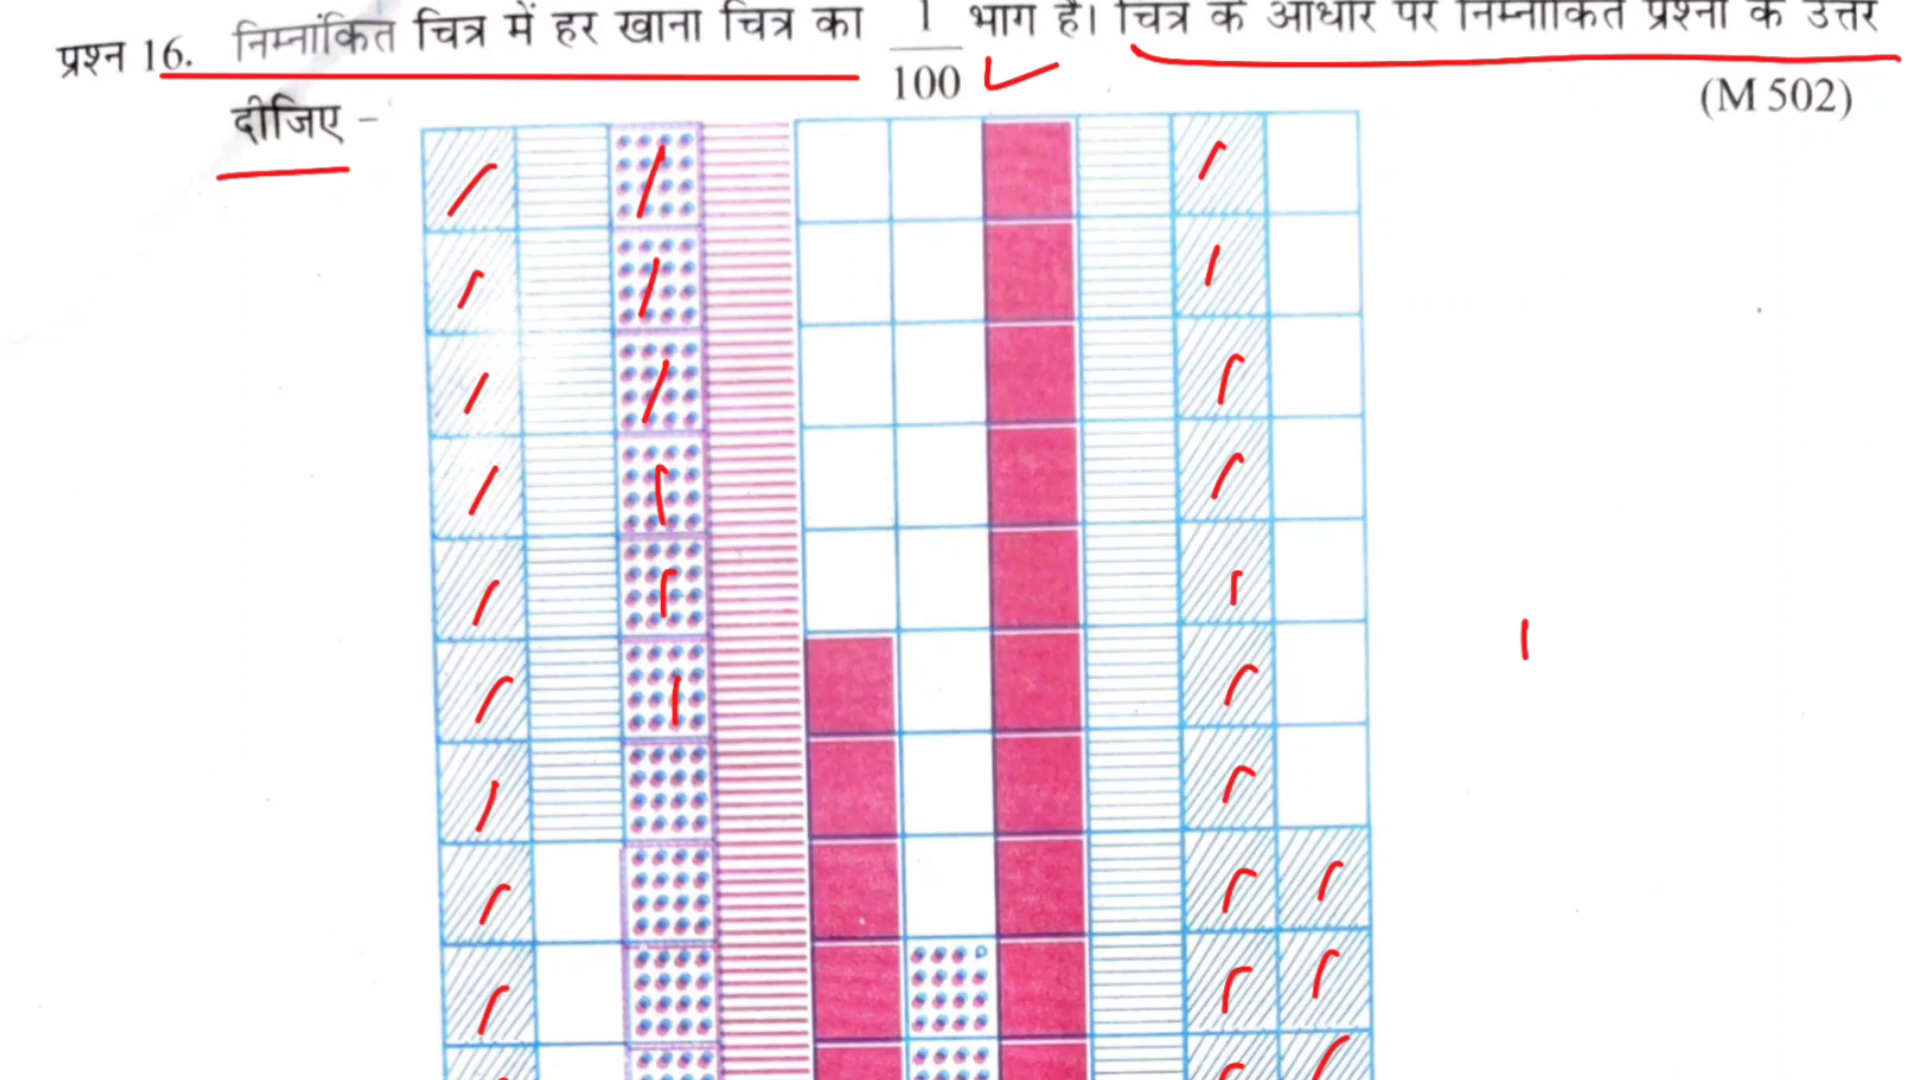 प्रश्न 16. निम्नांकित चित्र में हर खाना चित्र का 1/100 भाग है। चित्र के आधार पर निम्नांकित प्रश्नों के उत्तर
दीजिए -
(M 502)